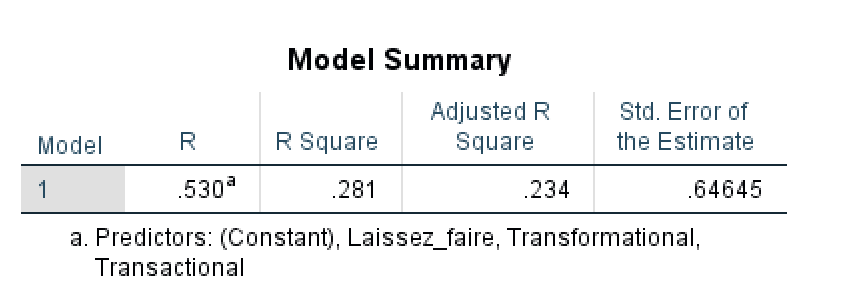 Model Summary
Model R R Square Adjusted R Square Std. Error of the Estimate
1 .530a .281 .234 .64645
a. Predictors: (Constant), Laissez_faire, Transformational,
Transactional